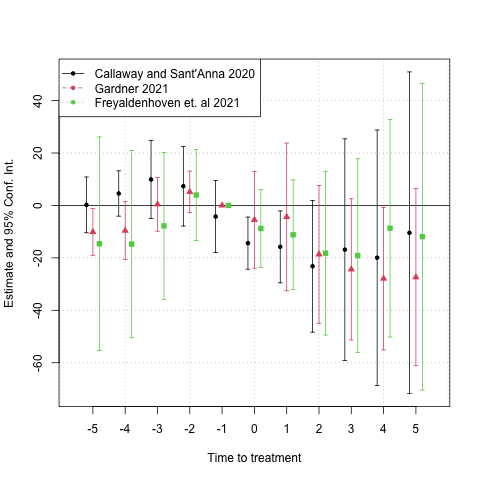 Callaway and Sant'Anna 2020
Gardner 2021
Freyaldenhoven et. al 2021
Estimate and 95% Conf. Int.
40
20
0
-20
-40
-60
-5 -4 -3 -2 -1 0 1 2 3 4 5
Time to treatment